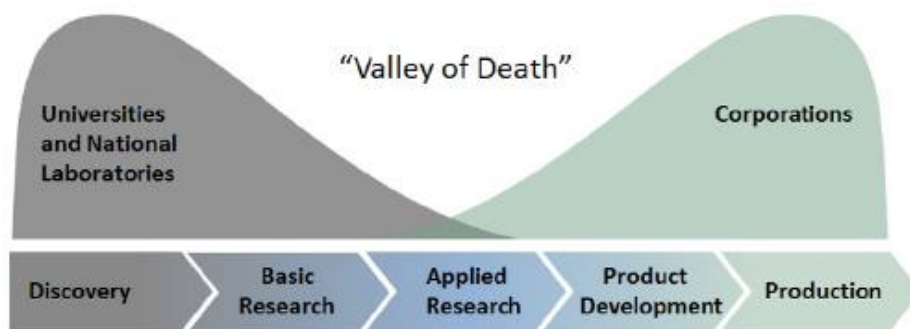 “Valley of Death”
Universities
and National
Laboratories
Corporations
Discovery
Basic
Research
Applied
Research
Product
Development
Production